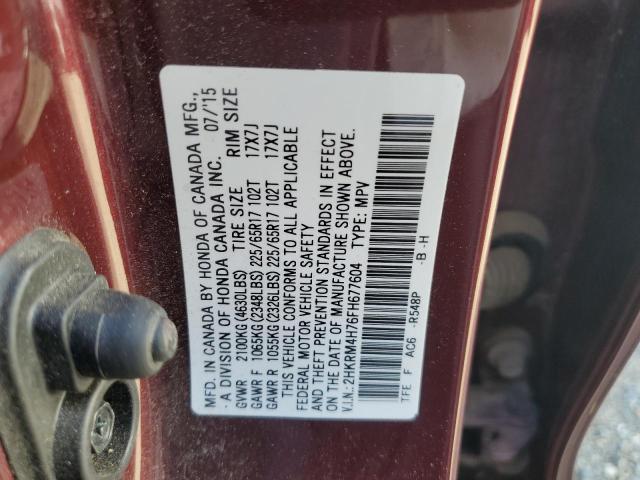 MFD. IN CANADA BY HONDA OF CANADA MFG.,
- A DIVISION OF HONDA CANADA INC. 07/'15
GVWR 2100KG(4630LBS) TIRE SIZE RIM SIZE
GAWR F 1065KG(2348LBS) 225/65R17 102T 17X7J
GAWR R 1055KG(2326LBS) 225/65R17 102T 17X7J
THIS VEHICLE CONFORMS TO ALL APPLICABLE
FEDERAL MOTOR VEHICLE SAFETY
AND THEFT PREVENTION STANDARDS IN EFFECT
ON THE DATE OF MANUFACTURE SHOWN ABOVE.
V.I.N.: 2HKRM4H76FH677604 TYPE: MPV
TFE F AC6 -R548P -B -H